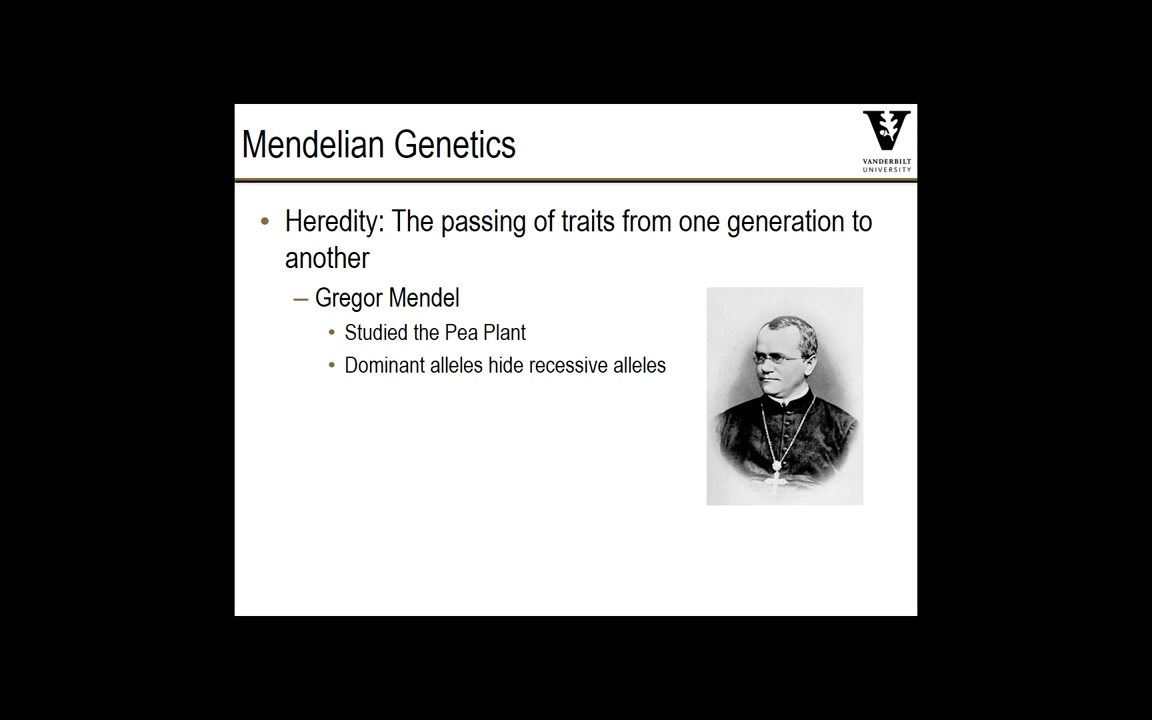 Mendelian Genetics
VANDERBILT
UNIVERSITY
• Heredity: The passing of traits from one generation to
another
– Gregor Mendel
• Studied the Pea Plant
• Dominant alleles hide recessive alleles